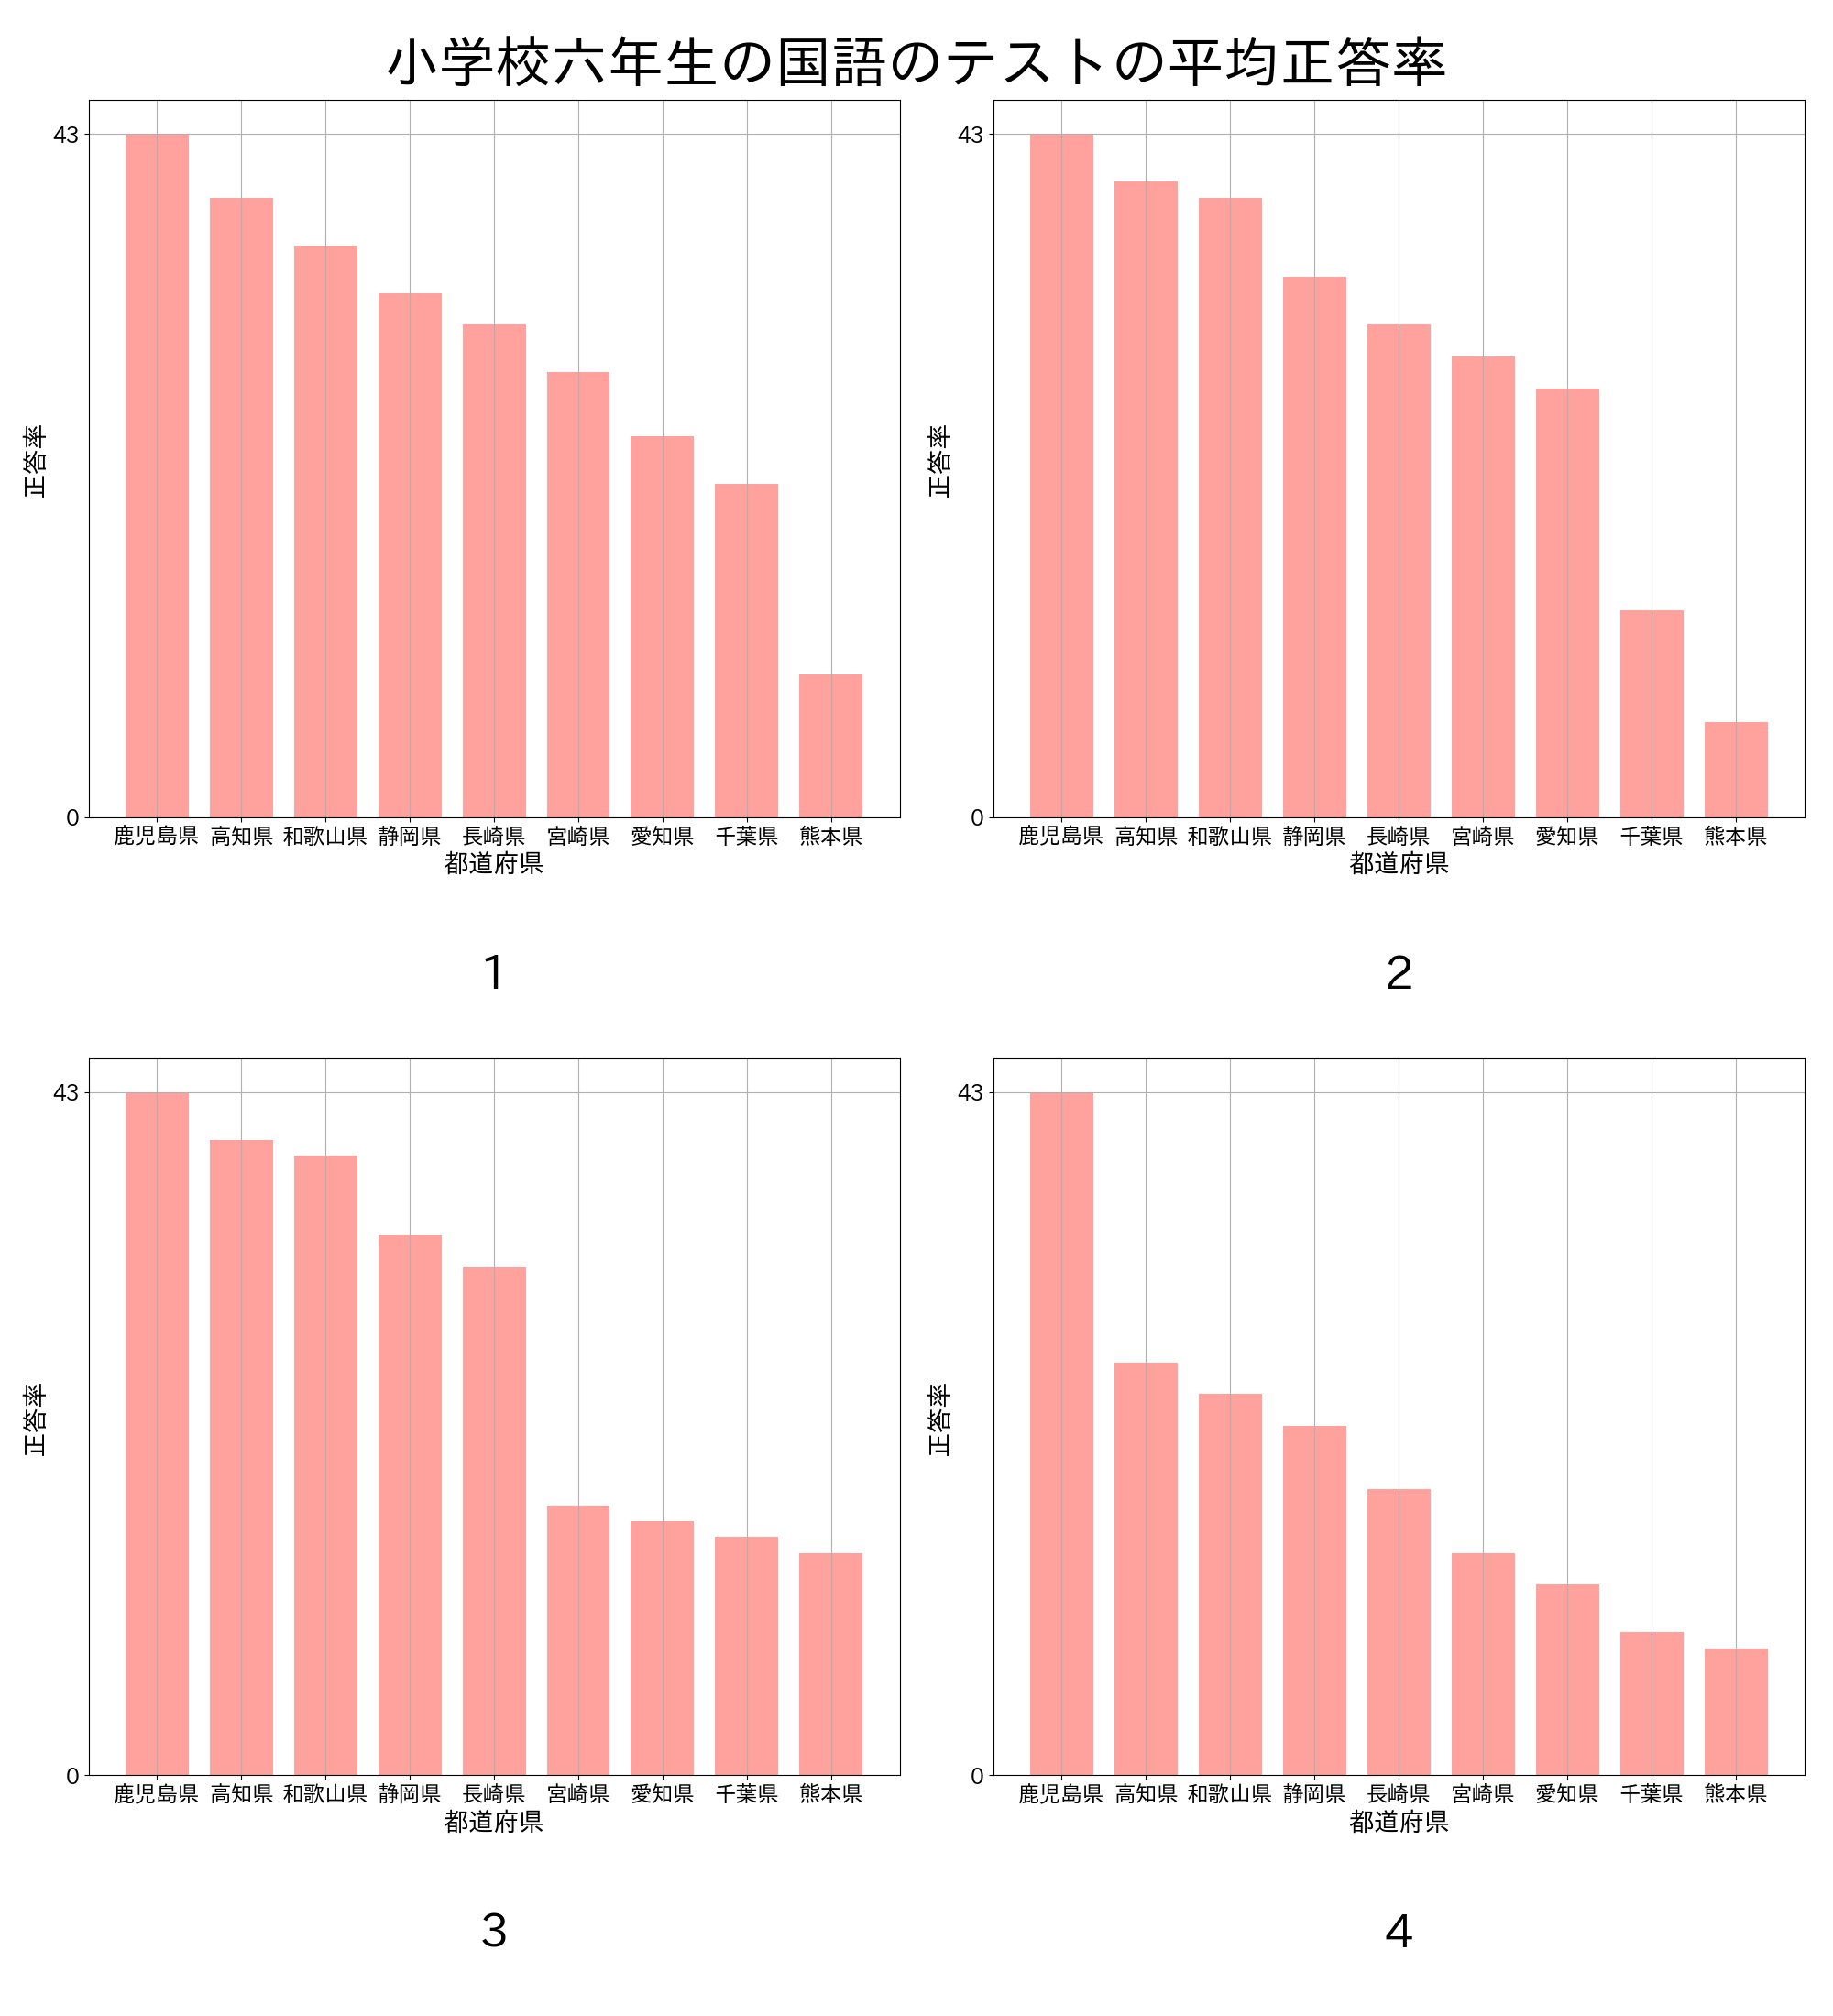 小学校六年生の国語のテストの平均正答率
43
0
正答率
鹿児島県 高知県 和歌山県 静岡県 長崎県 宮崎県 愛知県 千葉県 熊本県
都道府県
1
43
0
正答率
鹿児島県 高知県 和歌山県 静岡県 長崎県 宮崎県 愛知県 千葉県 熊本県
都道府県
2
43
0
正答率
鹿児島県 高知県 和歌山県 静岡県 長崎県 宮崎県 愛知県 千葉県 熊本県
都道府県
3
43
0
正答率
鹿児島県 高知県 和歌山県 静岡県 長崎県 宮崎県 愛知県 千葉県 熊本県
都道府県
4